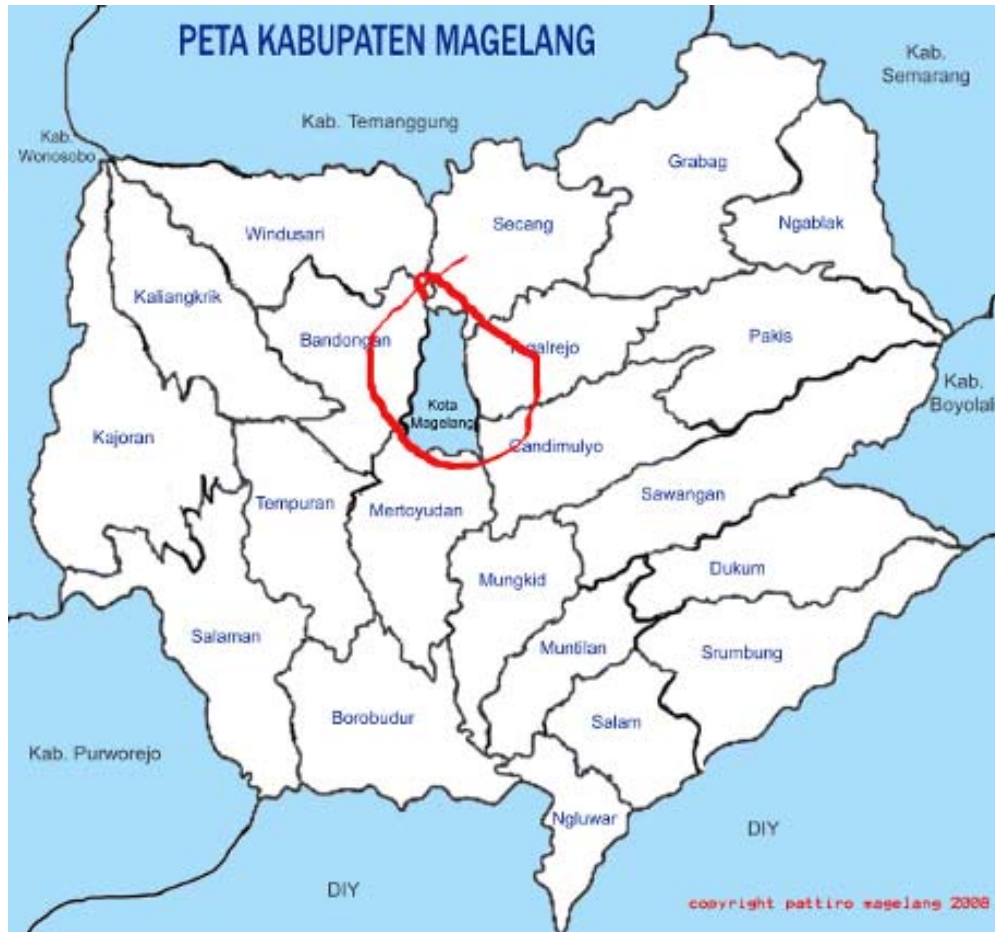 PETA KABUPATEN MAGELANG
Kab.
Semarang
Kab. Temanggung
Kab.
Wonosobo
Grabag
Secang
Ngablak
Windusari
Kaliangkrik
Bandongan
Pakis
Kab.
Boyolali
Kota
Magelang
Kajoran
Candimulyo
Sawangan
Tempuran
Mertoyudan
Dukum
Mungkid
Salaman
Muntilan
Srumbung
Borobudur
Salam
Kab. Purworejo
Ngluwar
DIY
DIY
copyright pattiro magelang 2008